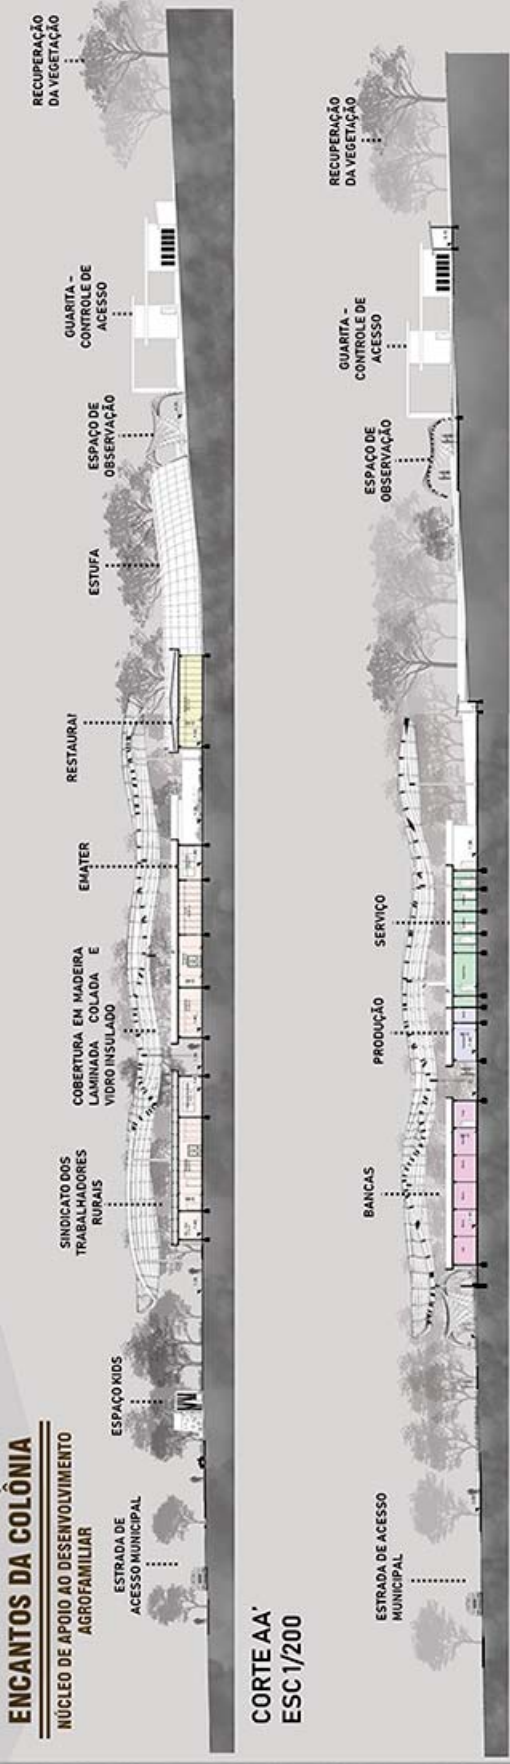 ENCANTOS DA COLÔNIA
NÚCLEO DE APOIO AO DESENVOLVIMENTO
AGROFAMILIAR
ESTRADA DE
ACESSO MUNICIPAL
ESPAÇO KIDS
SINDICATO DOS
TRABALHADORES
RURAIS
COBERTURA EM MADEIRA
LAMINADA COLADA E
VIDRO INSULADO
EMATER
RESTAURA
ESTUFA
ESPAÇO DE
OBSERVAÇÃO
GUARITA –
CONTROLE DE
ACESSO
RECUPERAÇÃO
DA VEGETAÇÃO
CORTE AA'
ESC 1/200
ESTRADA DE ACESSO
MUNICIPAL
BANCAS
PRODUÇÃO
SERVIÇO
ESPAÇO DE
OBSERVAÇÃO
GUARITA –
CONTROLE DE
ACESSO
RECUPERAÇÃO
DA VEGETAÇÃO